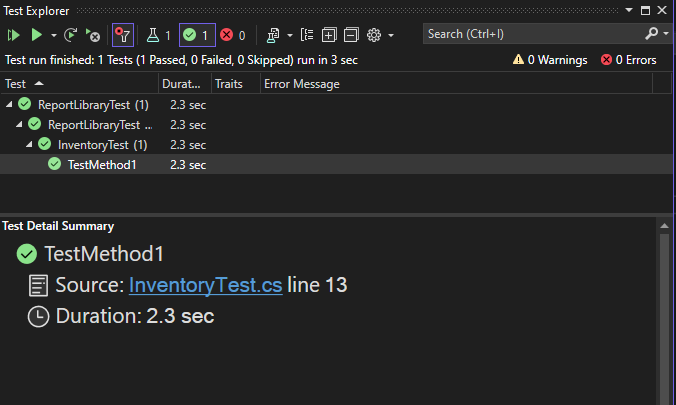 Test Explorer
1 1 0 Search (Ctrl+I)
Test run finished: 1 Tests (1 Passed, 0 Failed, 0 Skipped) run in 3 sec 0 Warnings 0 Errors
Test Durat... Traits Error Message
ReportLibraryTest (1) 2.3 sec
ReportLibraryTest ... 2.3 sec
InventoryTest (1) 2.3 sec
TestMethod1 2.3 sec
Test Detail Summary
TestMethod1
Source: InventoryTest.cs line 13
Duration: 2.3 sec